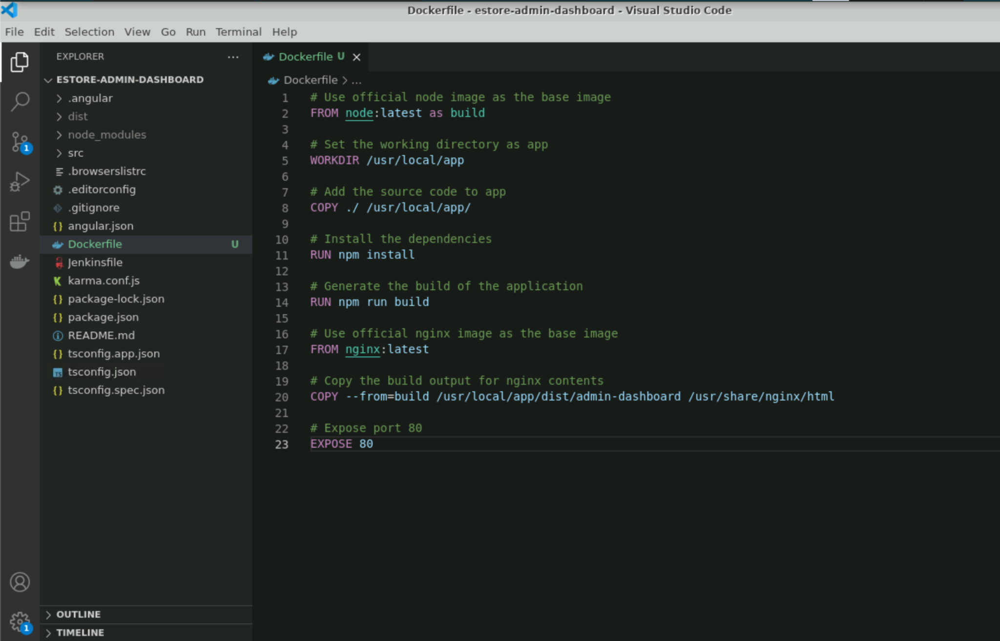 Dockerfile - estore-admin-dashboard - Visual Studio Code
File Edit Selection View Go Run Terminal Help
EXPLORER ...
ESTORE-ADMIN-DASHBOARD
.angular
dist
node_modules
src
.browserslistrc
.editorconfig
.gitignore
{} angular.json
Dockerfile U
Jenkinsfile
karma.conf.js
{} package-lock.json
{} package.json
README.md
{} tsconfig.app.json
TS tsconfig.json
{} tsconfig.spec.json
OUTLINE
TIMELINE
1
1
Dockerfile U ×
Dockerfile > ...
1 # Use official node image as the base image
2 FROM node:latest as build
3
4 # Set the working directory as app
5 WORKDIR /usr/local/app
6
7 # Add the source code to app
8 COPY ./ /usr/local/app/
9
10 # Install the dependencies
11 RUN npm install
12
13 # Generate the build of the application
14 RUN npm run build
15
16 # Use official nginx image as the base image
17 FROM nginx:latest
18
19 # Copy the build output for nginx contents
20 COPY --from=build /usr/local/app/dist/admin-dashboard /usr/share/nginx/html
21
22 # Expose port 80
23 EXPOSE 80